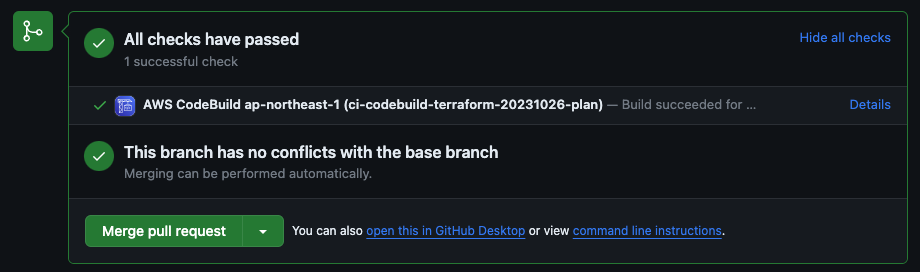 All checks have passed
Hide all checks
1 successful check
AWS CodeBuild ap-northeast-1 (ci-codebuild-terraform-20231026-plan) — Build succeeded for ...
Details
This branch has no conflicts with the base branch
Merging can be performed automatically.
Merge pull request
You can also open this in GitHub Desktop or view command line instructions.